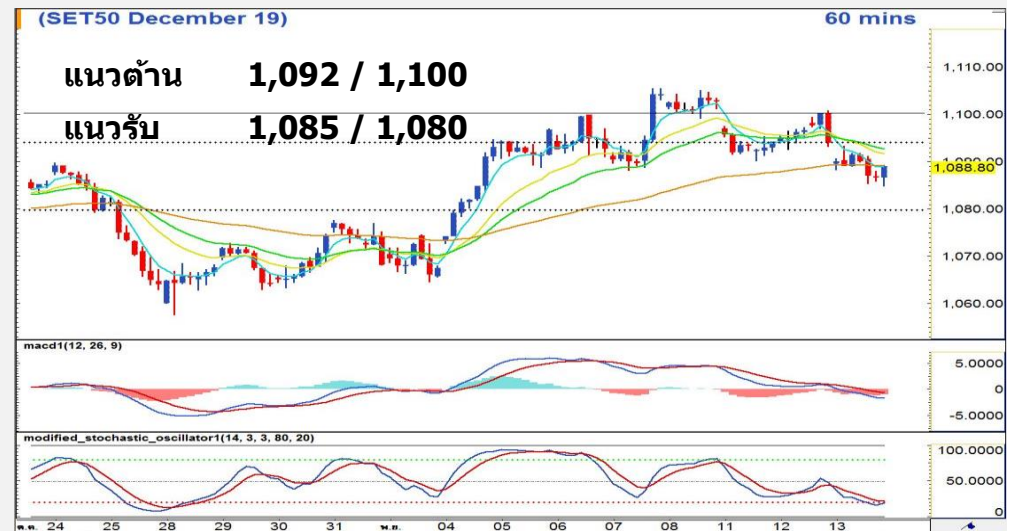 (SET50 December 19) 60 mins
แนวต้าน 1,092 / 1,100
แนวรับ 1,085 / 1,080
1,110.00
1,100.00
1,088.80
1,080.00
1,070.00
1,060.00
macd1(12, 26, 9)
5.0000
0
-5.0000
modified_stochastic_oscillator1(14, 3, 3, 80, 20)
100.0000
50.0000
0
ต.ค. 24 25 28 29 30 31 พ.ย. 04 05 06 07 08 11 12 13